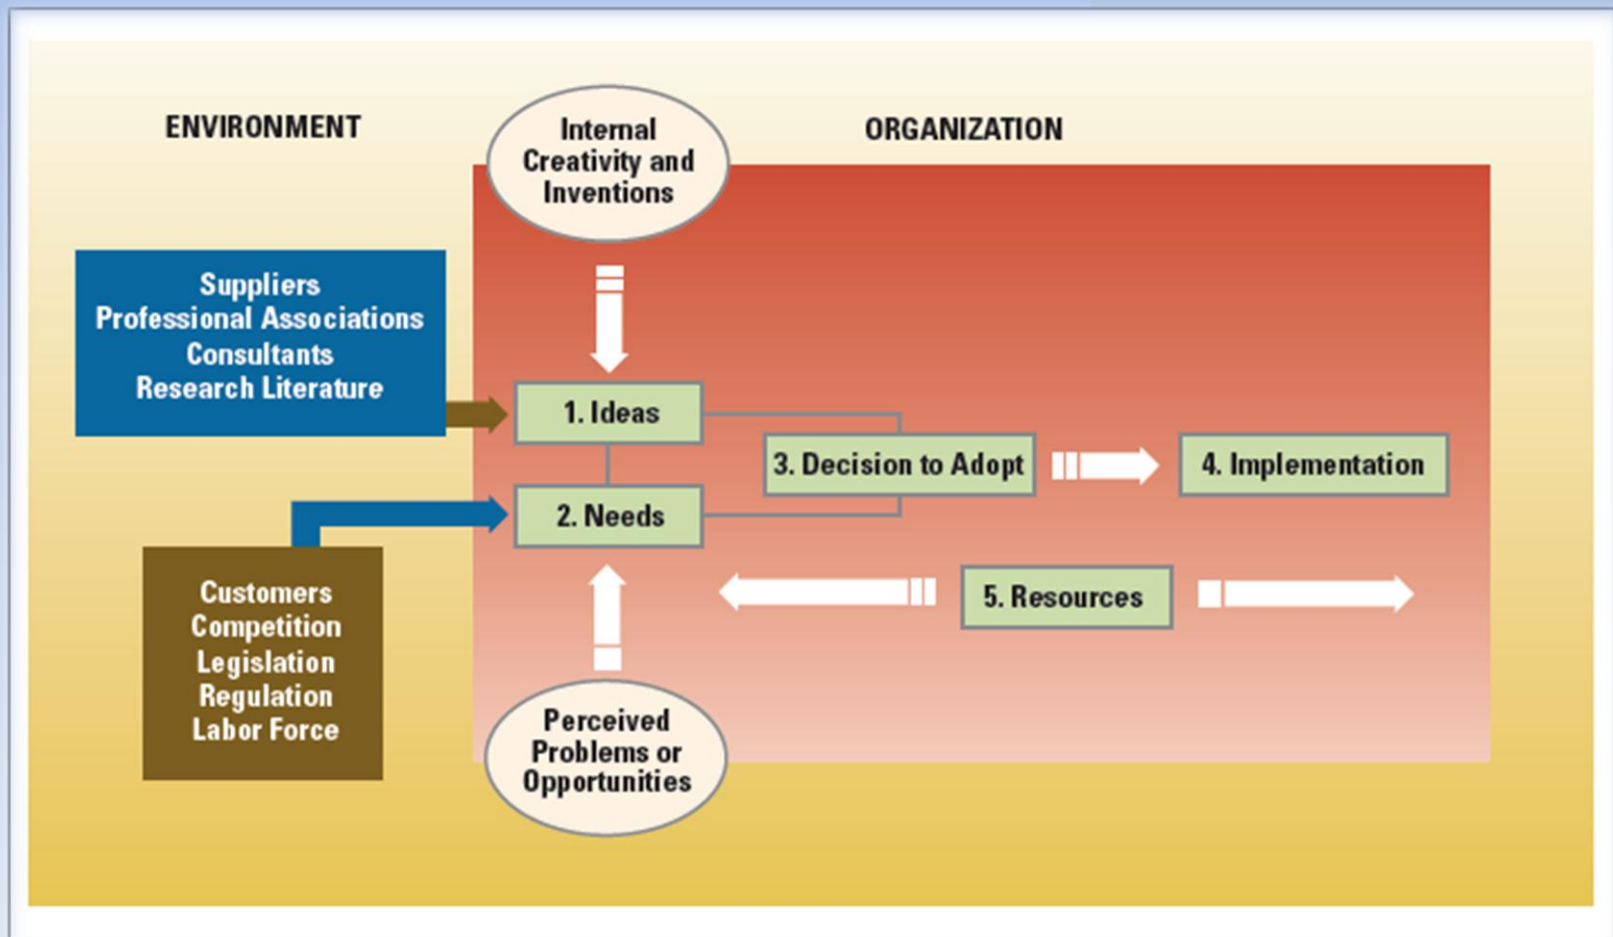 ENVIRONMENT
Internal
Creativity and
Inventions
ORGANIZATION
Suppliers
Professional Associations
Consultants
Research Literature
1. Ideas
3. Decision to Adopt
4. Implementation
2. Needs
Customers
Competition
Legislation
Regulation
Labor Force
5. Resources
Perceived
Problems or
Opportunities